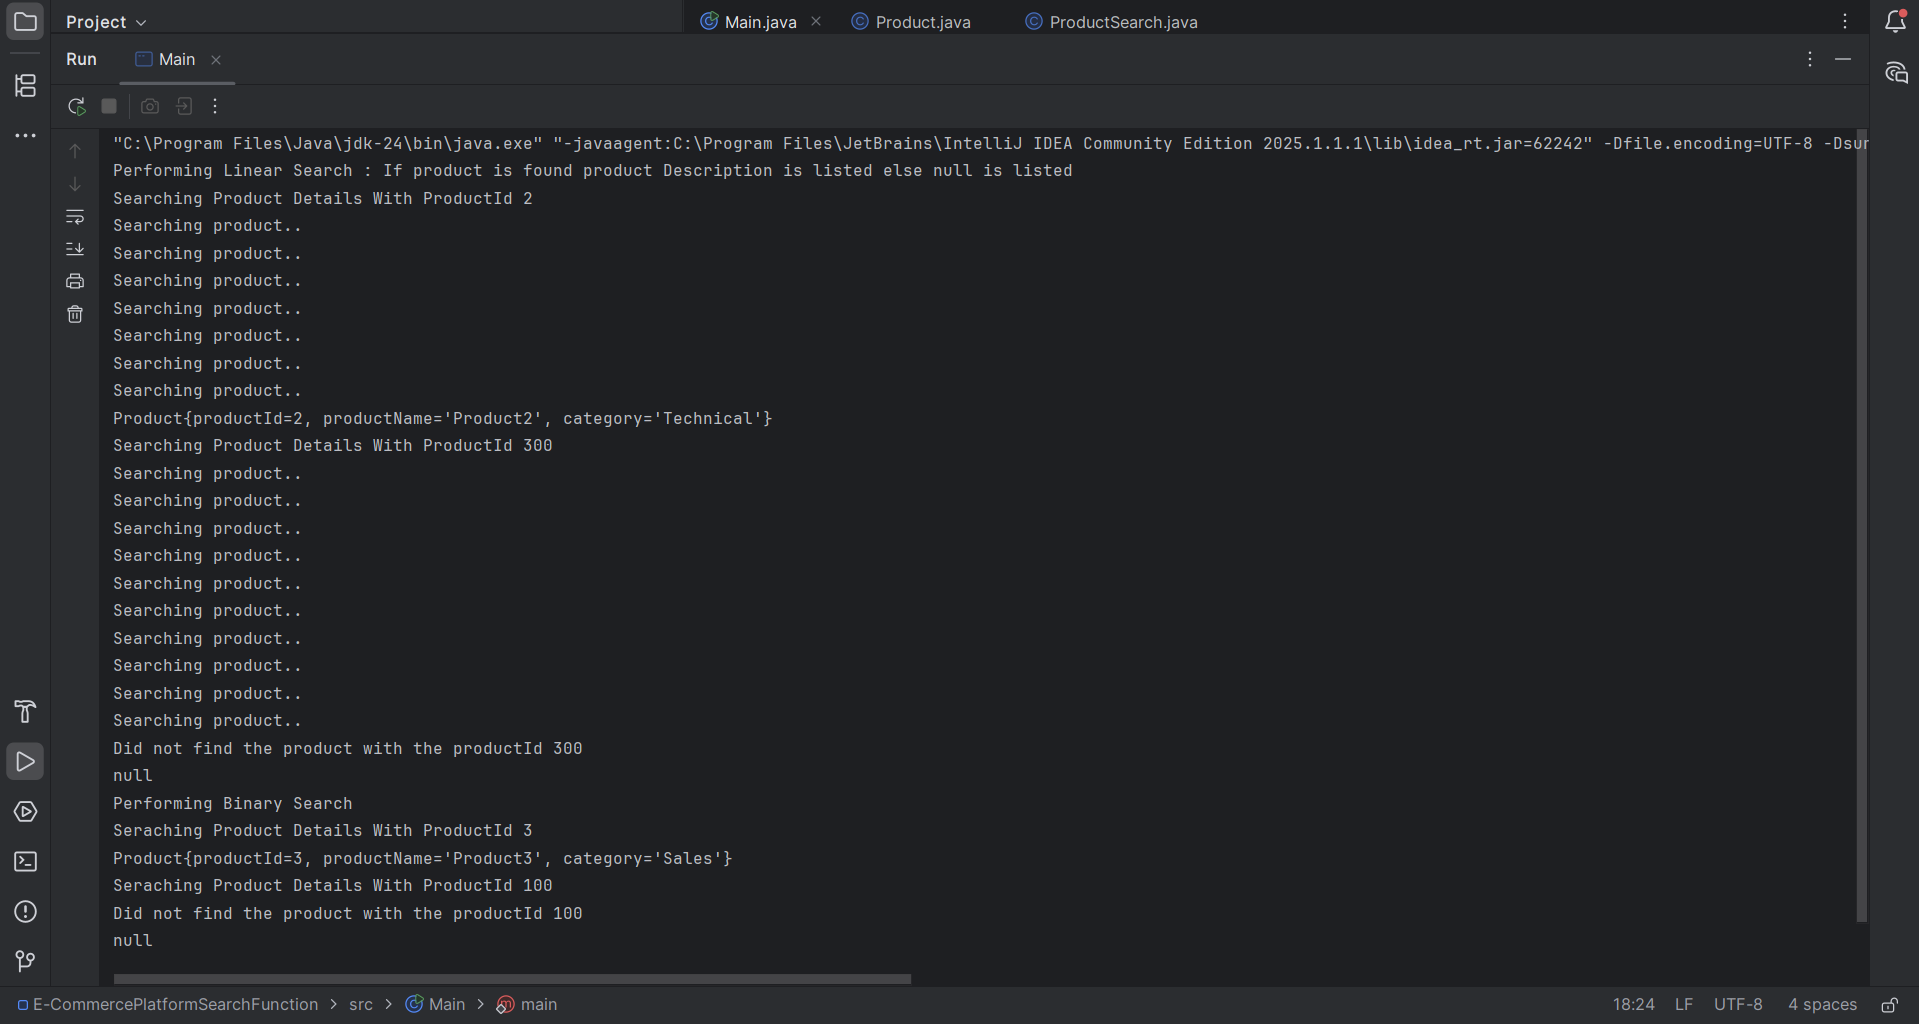 Project
Main.java
Product.java
ProductSearch.java
Run
Main
"C:\Program Files\Java\jdk-24\bin\java.exe" "-javaagent:C:\Program Files\JetBrains\IntelliJ IDEA Community Edition 2025.1.1.1\lib\idea_rt.jar=62242" -Dfile.encoding=UTF-8 -Dsur
Performing Linear Search : If product is found product Description is listed else null is listed
Searching Product Details With ProductId 2
Searching product..
Searching product..
Searching product..
Searching product..
Searching product..
Searching product..
Searching product..
Product{productId=2, productName='Product2', category='Technical'}
Searching Product Details With ProductId 300
Searching product..
Searching product..
Searching product..
Searching product..
Searching product..
Searching product..
Searching product..
Searching product..
Searching product..
Searching product..
Did not find the product with the productId 300
null
Performing Binary Search
Seraching Product Details With ProductId 3
Product{productId=3, productName='Product3', category='Sales'}
Seraching Product Details With ProductId 100
Did not find the product with the productId 100
null
E-CommercePlatformSearchFunction > src > Main > main
18:24 LF UTF-8 4 spaces